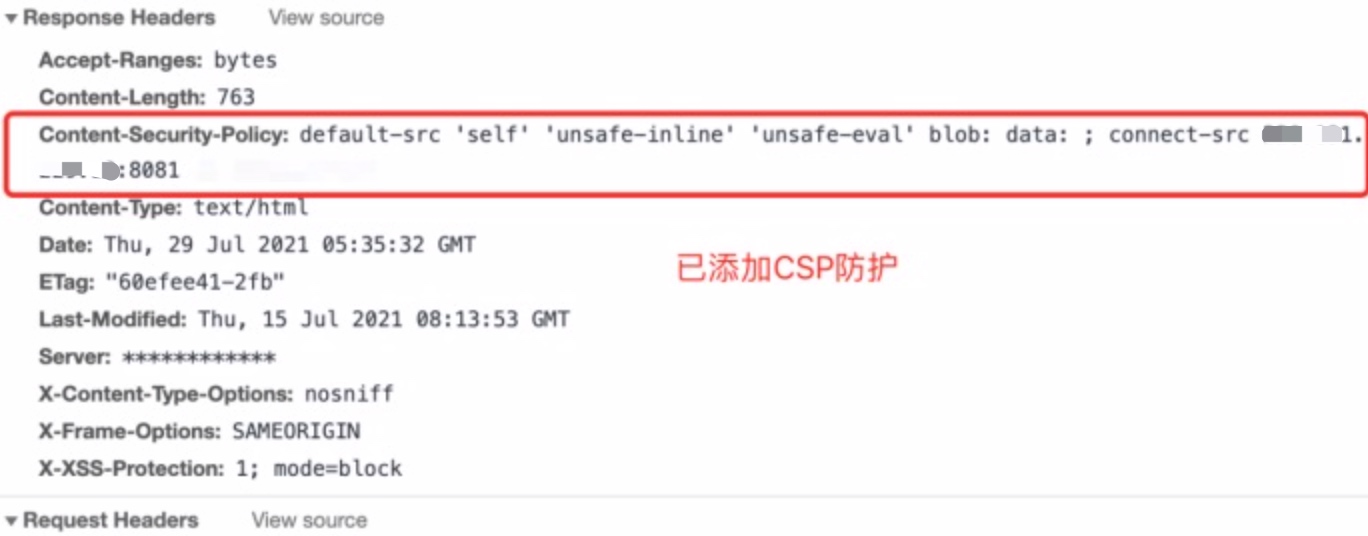 Response Headers View source
Accept-Ranges: bytes
Content-Length: 763
Content-Security-Policy: default-src 'self' 'unsafe-inline' 'unsafe-eval' blob: data: ; connect-src 1.
:8081
Content-Type: text/html
Date: Thu, 29 Jul 2021 05:35:32 GMT
已添加CSP防护
ETag: "60efee41-2fb"
Last-Modified: Thu, 15 Jul 2021 08:13:53 GMT
Server: ************
X-Content-Type-Options: nosniff
X-Frame-Options: SAMEORIGIN
X-XSS-Protection: 1; mode=block
Request Headers View source